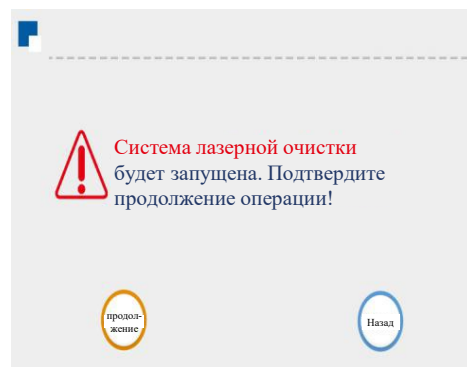 Система лазерной очистки
будет запущена. Подтвердите
продолжение операции!
продол-
жение
Назад